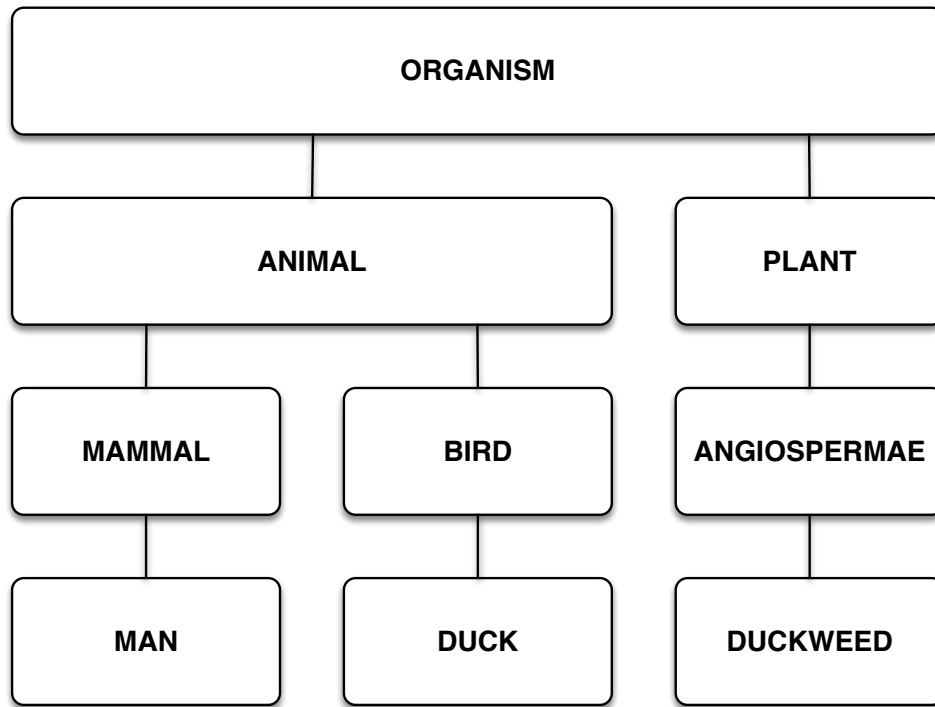 ORGANISM
ANIMAL
PLANT
MAMMAL
BIRD
ANGIOSPERMAE
MAN
DUCK
DUCKWEED